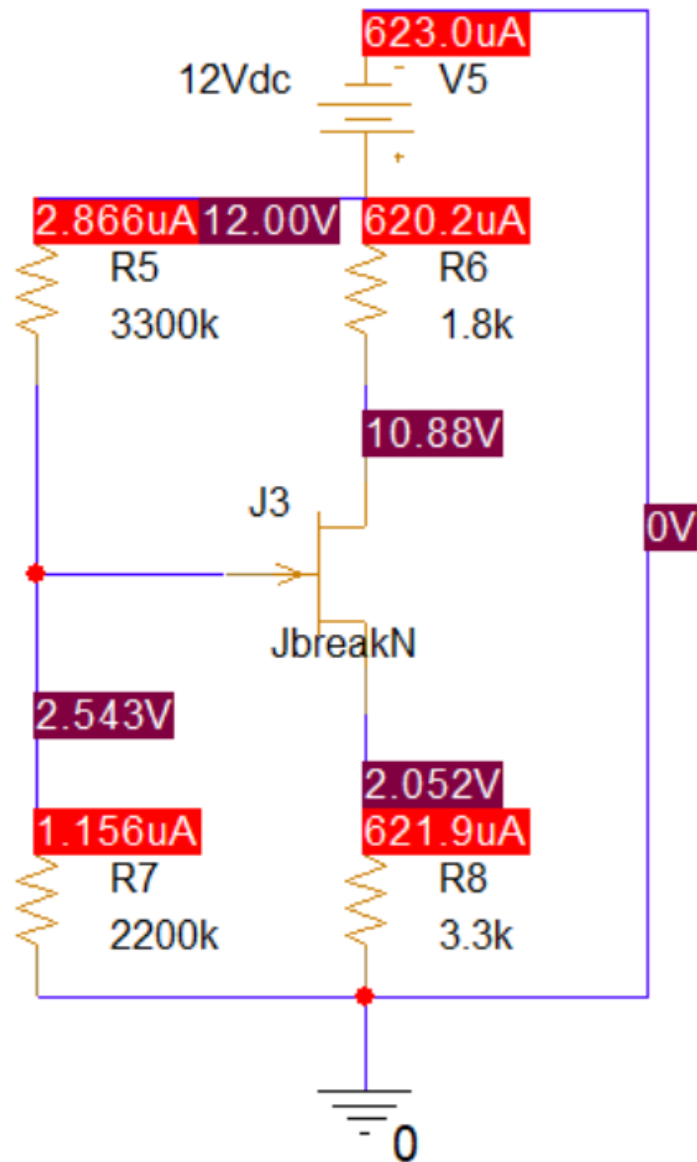 623.0uA
-
12Vdc
V5
+
2.866uA
12.00V
620.2uA
R5
3300k
R6
1.8k
10.88V
J3
0V
JbreakN
2.543V
2.052V
1.156uA
621.9uA
R7
2200k
R8
3.3k
0